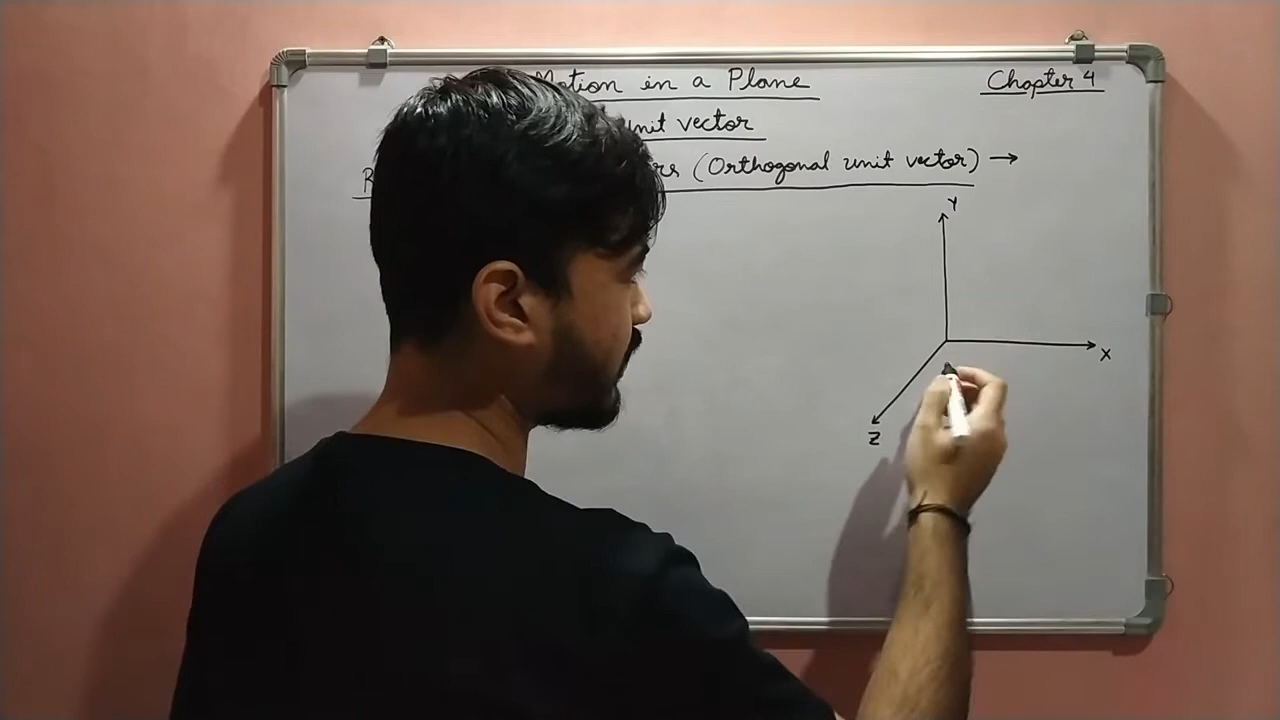 Motion in a Plane
Chapter 4
unit vector
(Orthogonal unit vector) →
Y
X
Z